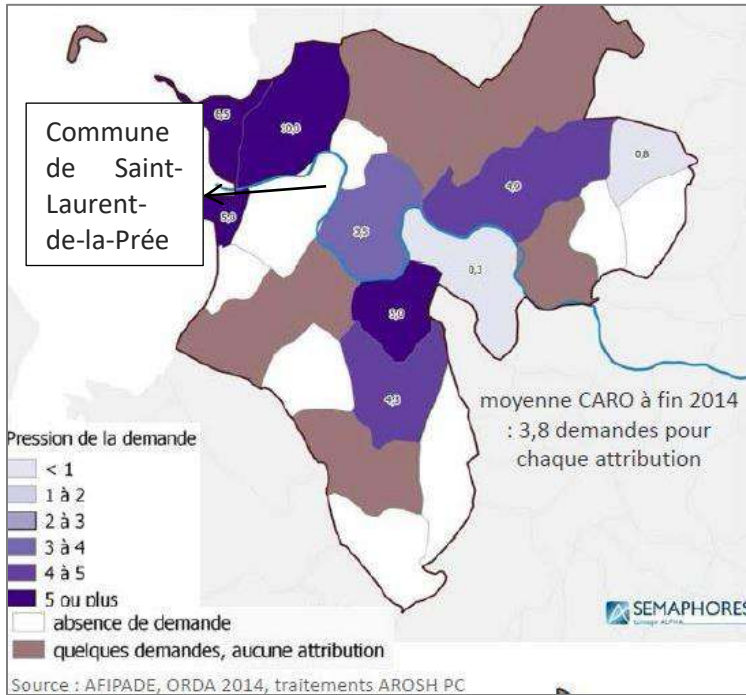 6,5
10,0
0,8
Commune
de Saint-
Laurent-
de-la-Prée
4,9
5,0
3,5
0,3
5,0
4,3
moyenne CARO à fin 2014
: 3,8 demandes pour
chaque attribution
Pression de la demande
< 1
1 à 2
2 à 3
3 à 4
4 à 5
5 ou plus
absence de demande
quelques demandes, aucune attribution
SEMAPHORES
Groupe ALPHA
Source : AFIPADE, ORDA 2014, traitements AROSH PC